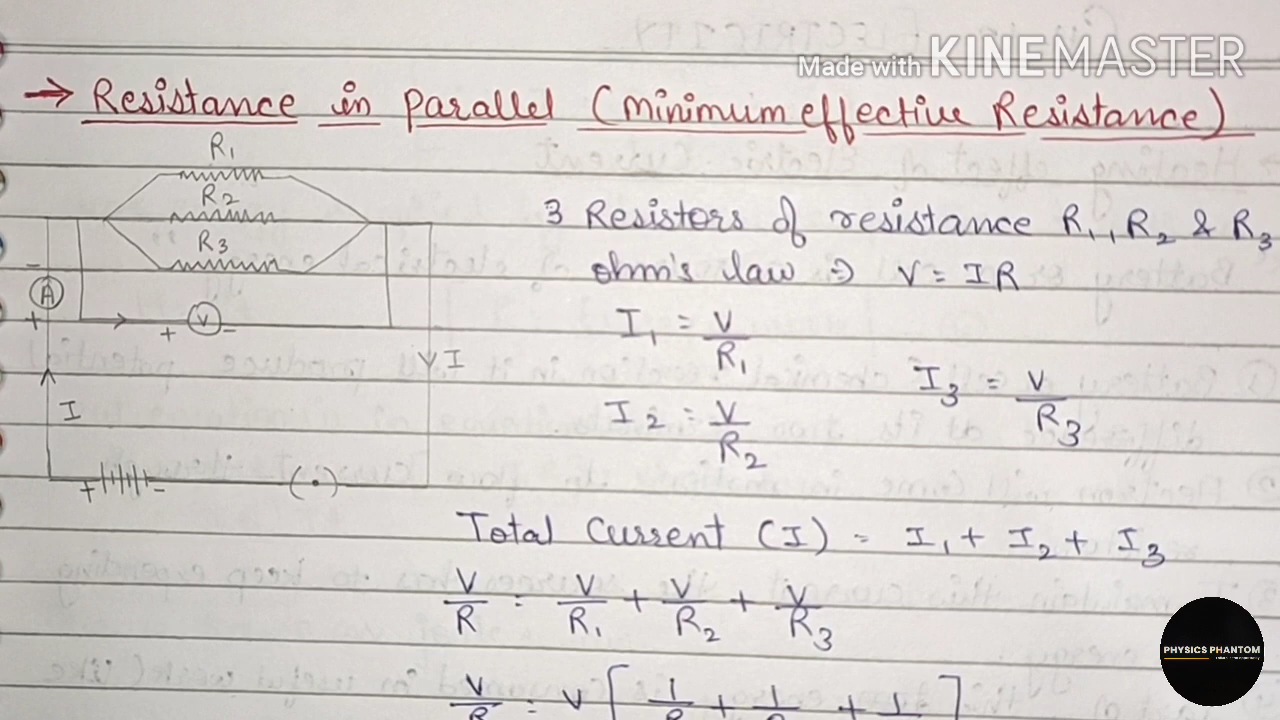 Made with KINEMASTER
→ Resistance in Parallel (Minimum effective Resistance)
R1
R2
R3
3 Resistors of resistance R1, R2 & R3
ohm's law ⇒ V = IR
I1 = V/R1
I2 = V/R2
I3 = V/R3
- A +
+ V -
I
I
+ - (.)
Total Current (I) = I1 + I2 + I3
V/R = V/R1 + V/R2 + V/R3
PHYSICS PHANTOM